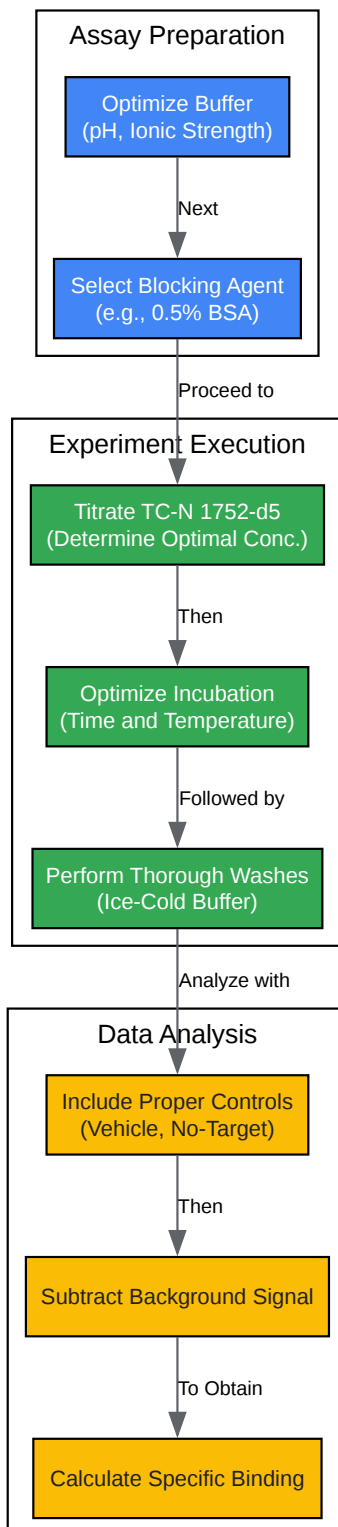 Assay Preparation
Optimize Buffer
(pH, Ionic Strength)
Next
Select Blocking Agent
(e.g., 0.5% BSA)
Proceed to
Experiment Execution
Titrate TC-N 1752-d5
(Determine Optimal Conc.)
Then
Optimize Incubation
(Time and Temperature)
Followed by
Perform Thorough Washes
(Ice-Cold Buffer)
Analyze with
Data Analysis
Include Proper Controls
(Vehicle, No-Target)
Then
Subtract Background Signal
To Obtain
Calculate Specific Binding